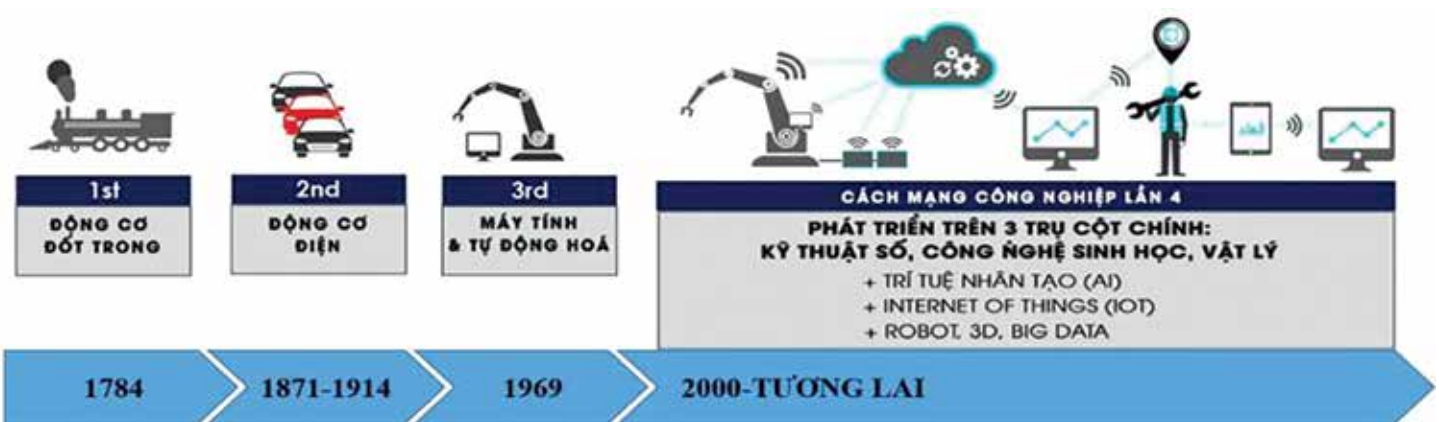 1st
ĐỘNG CƠ
ĐỐT TRONG
2nd
ĐỘNG CƠ
ĐIỆN
3rd
MÁY TÍNH
& TỰ ĐỘNG HOÁ
CÁCH MẠNG CÔNG NGHIỆP LẦN 4
PHÁT TRIỂN TRÊN 3 TRỤ CỘT CHÍNH:
KỸ THUẬT SỐ, CÔNG NGHỆ SINH HỌC, VẬT LÝ
+ TRÍ TUỆ NHÂN TẠO (AI)
+ INTERNET OF THINGS (IOT)
+ ROBOT, 3D, BIG DATA
1784
1871-1914
1969
2000-TƯƠNG LAI